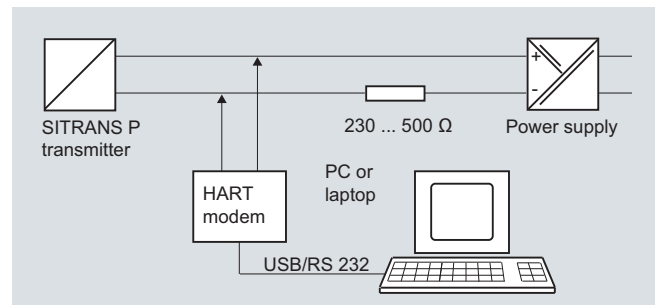 +
-
SITRANS P
transmitter
230 ... 500 Ω
Power supply
PC or
laptop
HART
modem
USB/RS 232